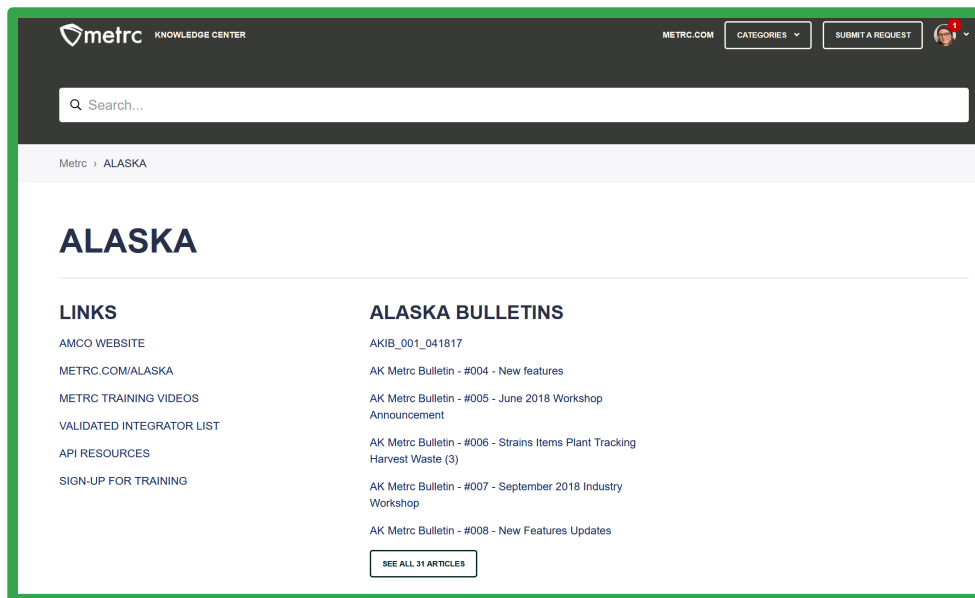 metrc KNOWLEDGE CENTER METRC.COM CATEGORIES SUBMIT A REQUEST 1
Search...
Metrc › ALASKA
ALASKA
LINKS
AMCO WEBSITE
METRC.COM/ALASKA
METRC TRAINING VIDEOS
VALIDATED INTEGRATOR LIST
API RESOURCES
SIGN-UP FOR TRAINING
ALASKA BULLETINS
AKIB_001_041817
AK Metrc Bulletin - #004 - New features
AK Metrc Bulletin - #005 - June 2018 Workshop
Announcement
AK Metrc Bulletin - #006 - Strains Items Plant Tracking
Harvest Waste (3)
AK Metrc Bulletin - #007 - September 2018 Industry
Workshop
AK Metrc Bulletin - #008 - New Features Updates
SEE ALL 31 ARTICLES